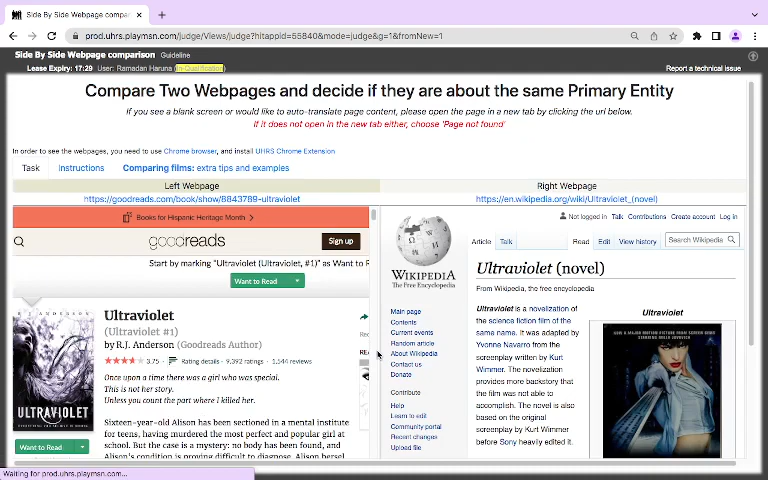 Side By Side Webpage comparison
prod.uhrs.playmsn.com/judge/Views/judge?hitappid=55840&mode=judge&g=1&fromNew=1
Side By Side Webpage comparison Guideline
Lease Expiry: 17:29 User: Ramadan Haruna (In-Qualification)
Report a technical issue
Compare Two Webpages and decide if they are about the same Primary Entity
If you see a blank screen or would like to auto-translate page content, please open the page in a new tab by clicking the url below.
If it does not open in the new tab either, choose 'Page not found'
In order to see the webpages, you need to use Chrome browser, and install UHRS Chrome Extension
Task Instructions Comparing films: extra tips and examples
Left Webpage
https://goodreads.com/book/show/8843789-ultraviolet
Books for Hispanic Heritage Month
goodreads
Sign up
Start by marking "Ultraviolet (Ultraviolet, #1)" as Want to R
Want to Read
R.J. ANDERSON
ULTRAVIOLET
Want to Read
Ultraviolet
(Ultraviolet #1)
by R.J. Anderson (Goodreads Author)
3.75 Rating details · 9,392 ratings · 1,544 reviews
Once upon a time there was a girl who was special.
This is not her story.
Unless you count the part where I killed her.
Sixteen-year-old Alison has been sectioned in a mental institute
for teens, having murdered the most perfect and popular girl at
school. But the case is a mystery: no body has been found, and
Alison's condition is proving difficult to diagnose. Alison herself
Rec
REA
Right Webpage
https://en.wikipedia.org/wiki/Ultraviolet_(novel)
Not logged in Talk Contributions Create account Log in
WIKIPEDIA
The Free Encyclopedia
Article Talk Read Edit View history Search Wikipedia
Main page
Contents
Current events
Random article
About Wikipedia
Contact us
Donate
Contribute
Help
Learn to edit
Community portal
Recent changes
Upload file
Ultraviolet (novel)
From Wikipedia, the free encyclopedia
Ultraviolet is a novelization of
the science fiction film of the
same name. It was adapted by
Yvonne Navarro from the
screenplay written by Kurt
Wimmer. The novelization
provides more backstory that
the film was not able to
accomplish. The novel is also
based on the original
screenplay by Kurt Wimmer
before Sony heavily edited it.
Ultraviolet
Waiting for prod.uhrs.playmsn.com...